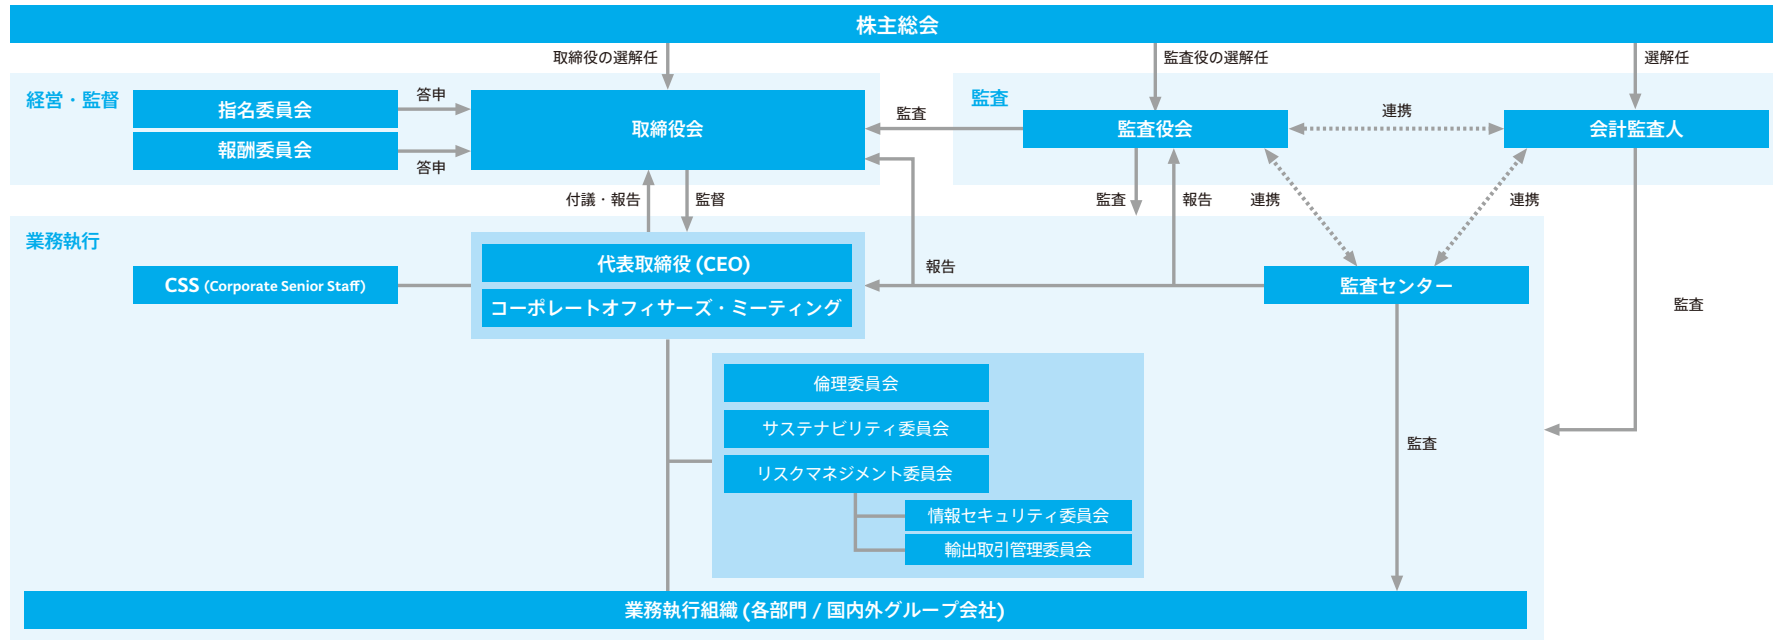 株主総会
取締役の選解任
監査役の選解任
選解任
経営・監督
指名委員会
答申
報酬委員会
答申
取締役会
監査
監査
監査役会
連携
会計監査人
付議・報告
監督
監査
報告
連携
連携
業務執行
CSS (Corporate Senior Staff)
代表取締役 (CEO)
コーポレートオフィサーズ・ミーティング
報告
監査センター
監査
倫理委員会
サステナビリティ委員会
リスクマネジメント委員会
情報セキュリティ委員会
輸出取引管理委員会
監査
業務執行組織 (各部門 / 国内外グループ会社)